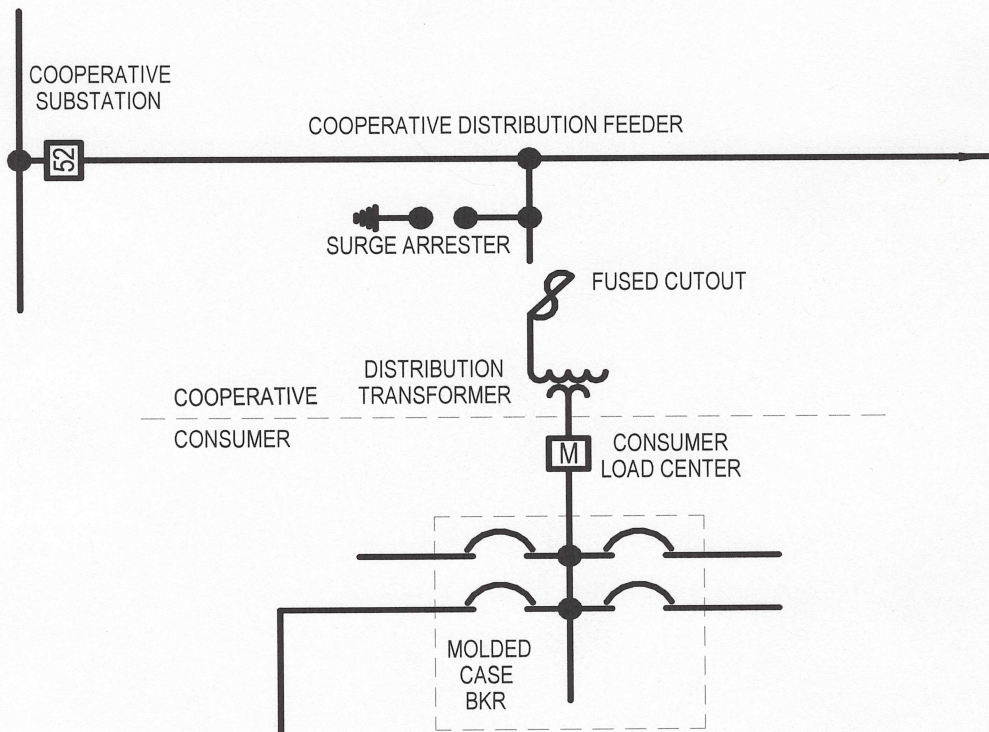 COOPERATIVE
SUBSTATION
52
COOPERATIVE DISTRIBUTION FEEDER
SURGE ARRESTER
FUSED CUTOUT
DISTRIBUTION
TRANSFORMER
COOPERATIVE
CONSUMER
M
CONSUMER
LOAD CENTER
MOLDED
CASE
BKR